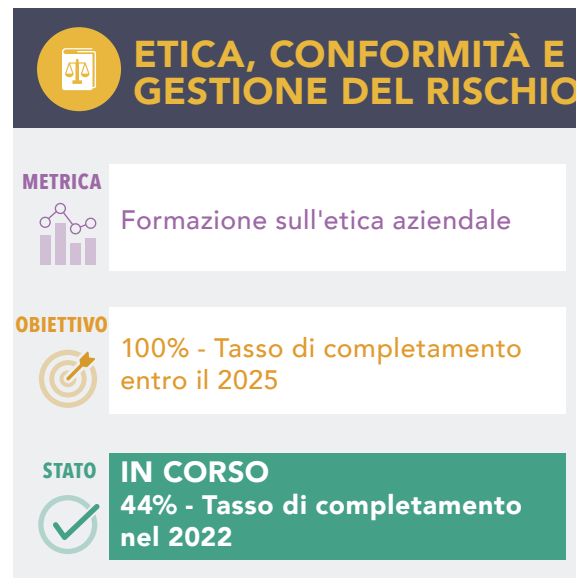 ETICA, CONFORMITÀ E
GESTIONE DEL RISCHIO
METRICA
Formazione sull'etica aziendale
OBIETTIVO
100% - Tasso di completamento
entro il 2025
STATO
IN CORSO
44% - Tasso di completamento
nel 2022